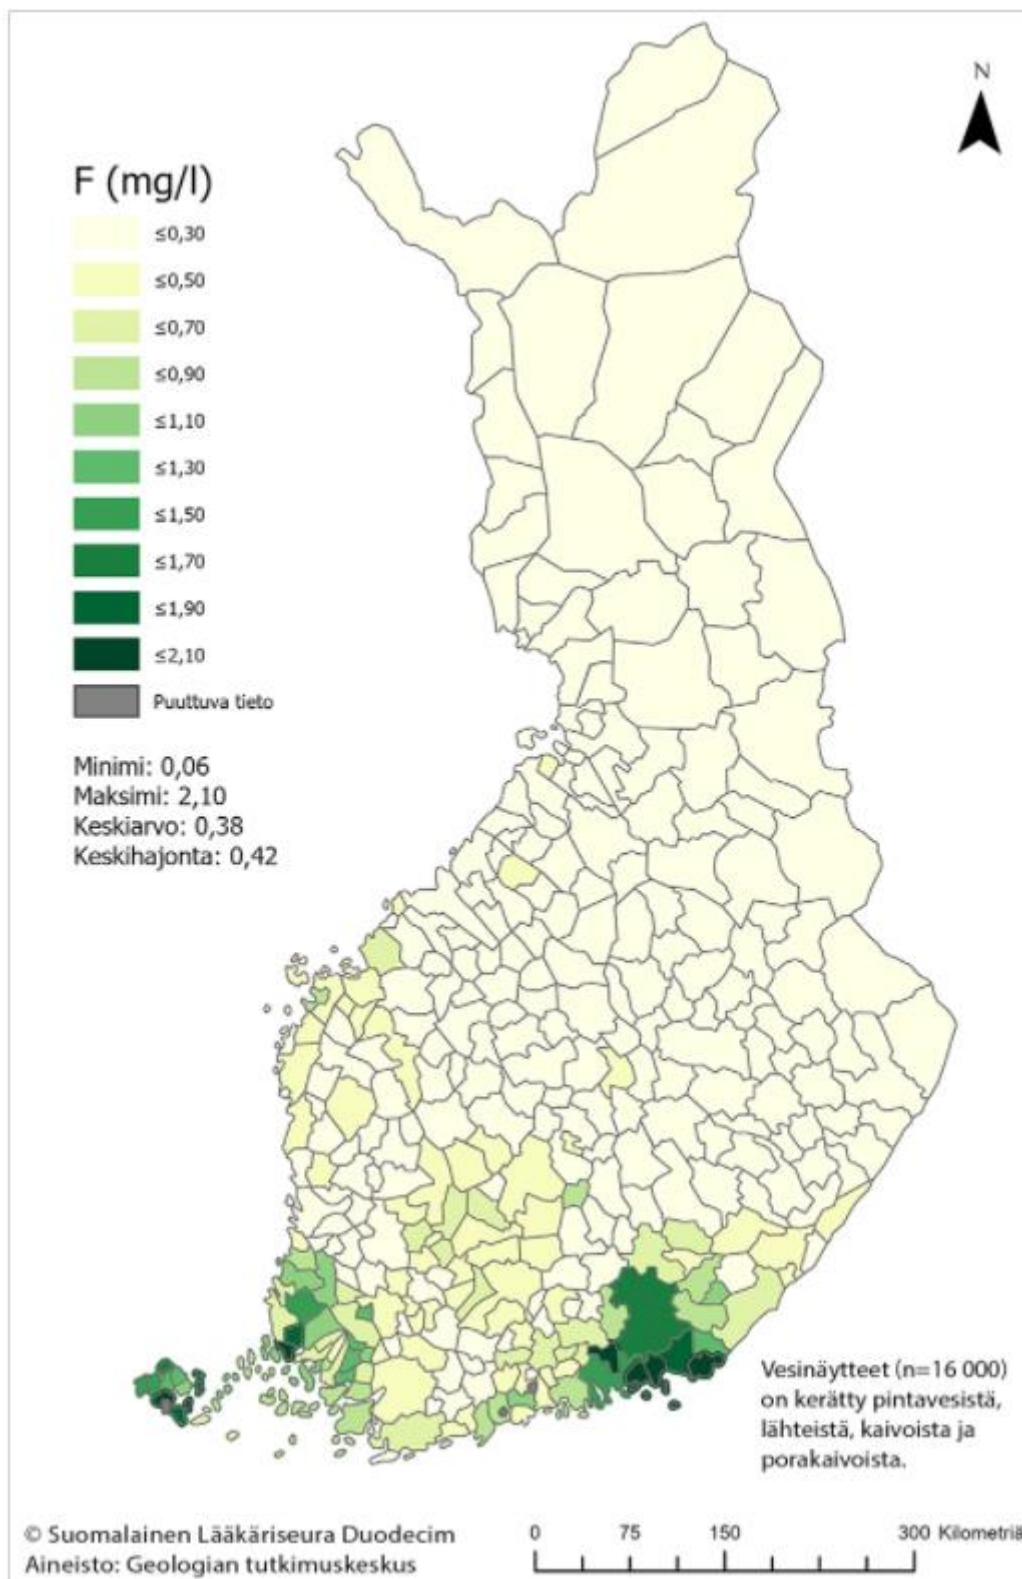 N
F (mg/l)
≤0,30
≤0,50
≤0,70
≤0,90
≤1,10
≤1,30
≤1,50
≤1,70
≤1,90
≤2,10
Puuttuva tieto
Minimi: 0,06
Maksimi: 2,10
Keskiarvo: 0,38
Keskihajonta: 0,42
Vesinäytteet (n=16 000)
on kerätty pintavesistä,
lähteistä, kaivoista ja
porakaivoista.
© Suomalainen Lääkäriseura Duodecim
Aineisto: Geologian tutkimuskeskus
0 75 150 300 Kilometriä